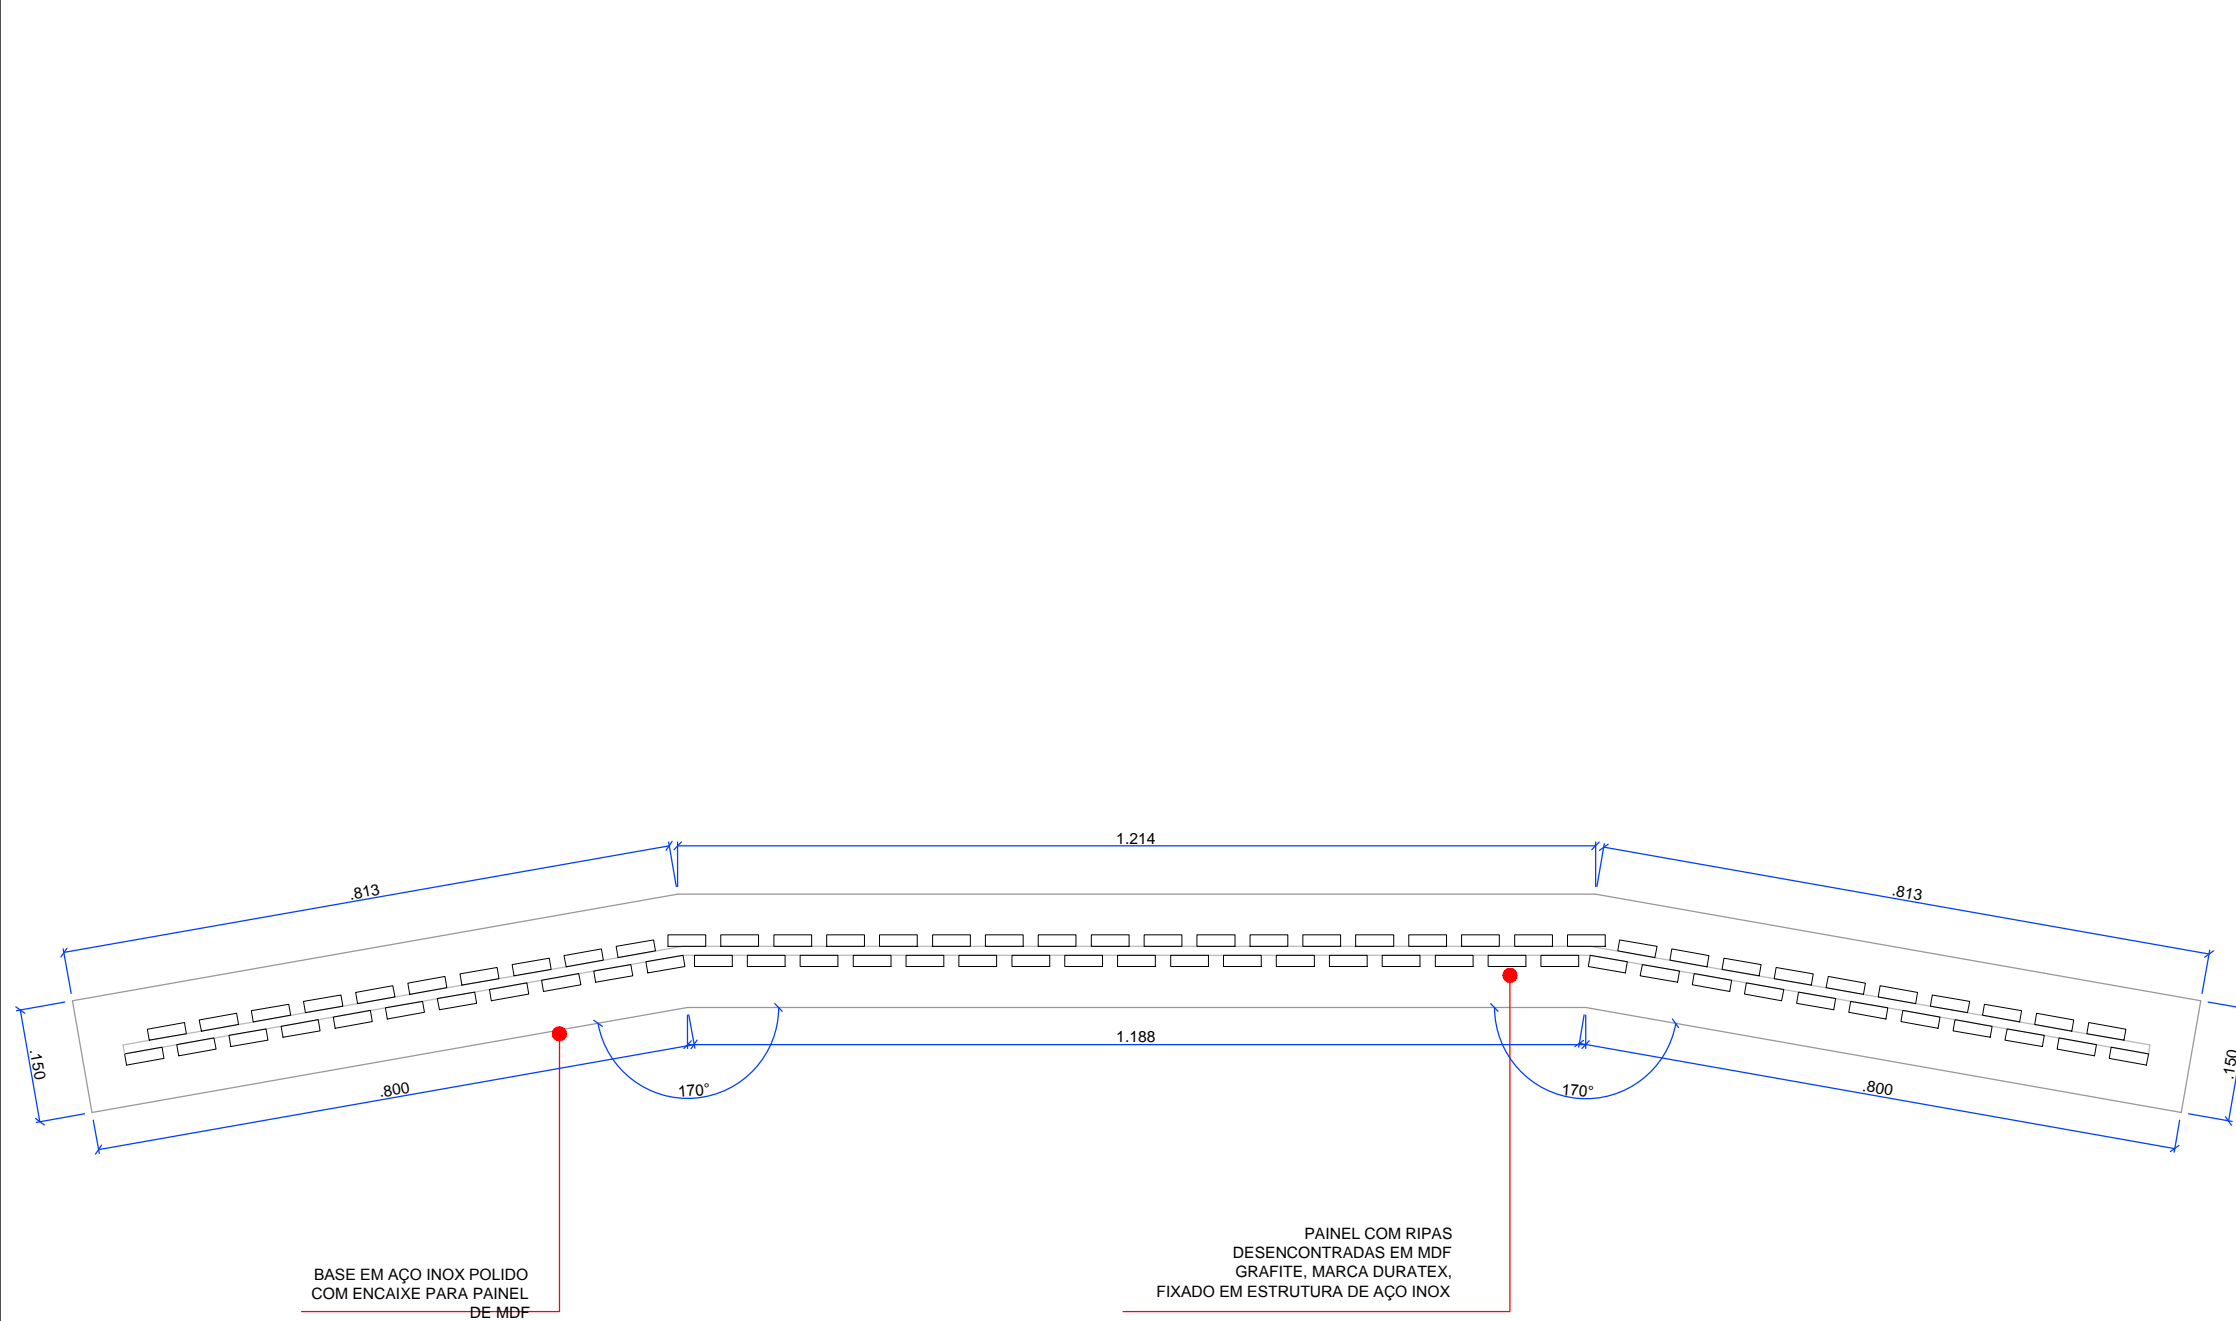 1.214
.813
.813
.150
.150
1.188
.800
170°
170°
.800
BASE EM AÇO INOX POLIDO
COM ENCAIXE PARA PAINEL
DE MDF
PAINEL COM RIPAS
DESENCONTRADAS EM MDF
GRAFITE, MARCA DURATEX,
FIXADO EM ESTRUTURA DE AÇO INOX